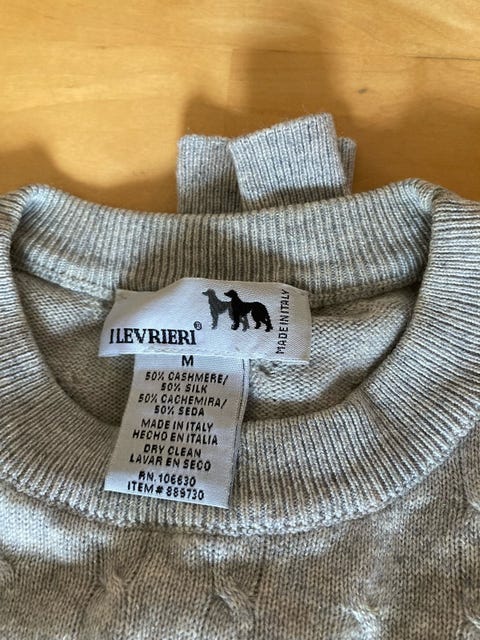 I LEVRIERI®
MADE IN ITALY
M
50% CASHMERE/
50% SILK
50% CACHEMIRA/
50% SEDA
MADE IN ITALY
HECHO EN ITALIA
DRY CLEAN
LAVAR EN SECO
RN.106630
ITEM# 889730